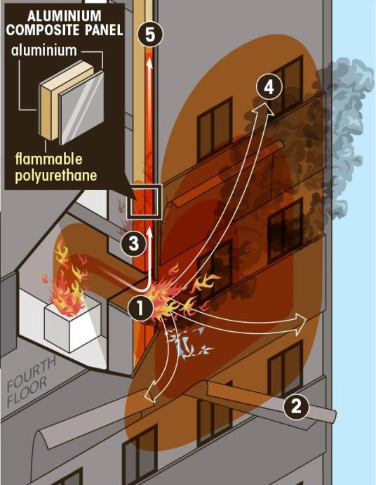 ALUMINIUM
COMPOSITE PANEL
aluminium
flammable
polyurethane
5
4
3
1
FOURTH
FLOOR
2